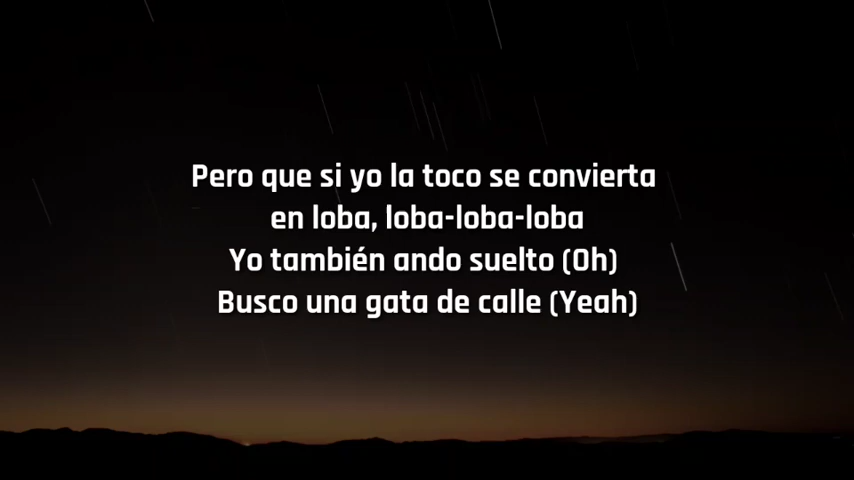 Pero que si yo la toco se convierta
en loba, loba-loba-loba
Yo también ando suelto (Oh)
Busco una gata de calle (Yeah)